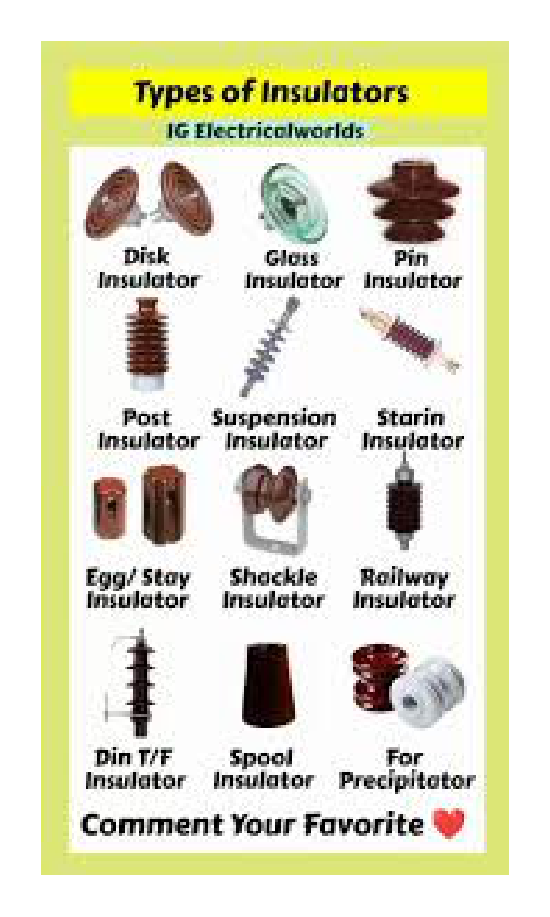 Types of Insulators
IG Electricalworlds
Disk Insulator
Glass Insulator
Pin Insulator
Post Insulator
Suspension Insulator
Starin Insulator
Egg/ Stay Insulator
Shackle Insulator
Railway Insulator
Din T/F Insulator
Spool Insulator
For Precipitator
Comment Your Favorite ❤️